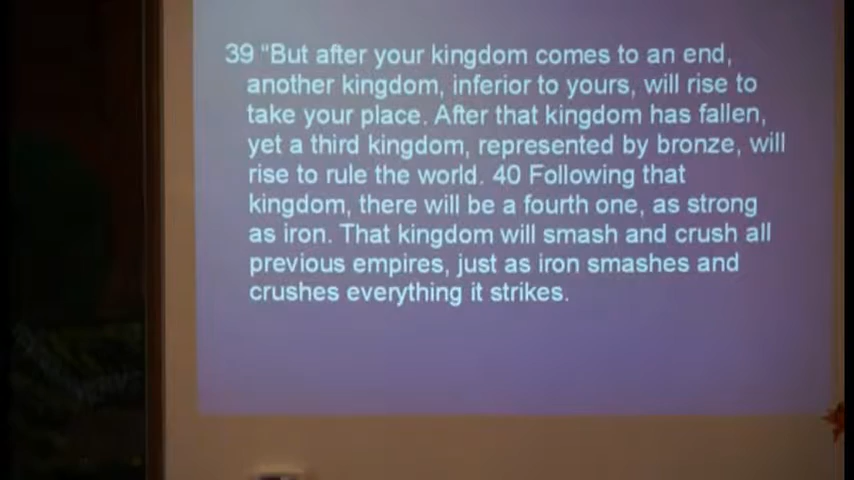 39 “But after your kingdom comes to an end,
another kingdom, inferior to yours, will rise to
take your place. After that kingdom has fallen,
yet a third kingdom, represented by bronze, will
rise to rule the world. 40 Following that
kingdom, there will be a fourth one, as strong
as iron. That kingdom will smash and crush all
previous empires, just as iron smashes and
crushes everything it strikes.